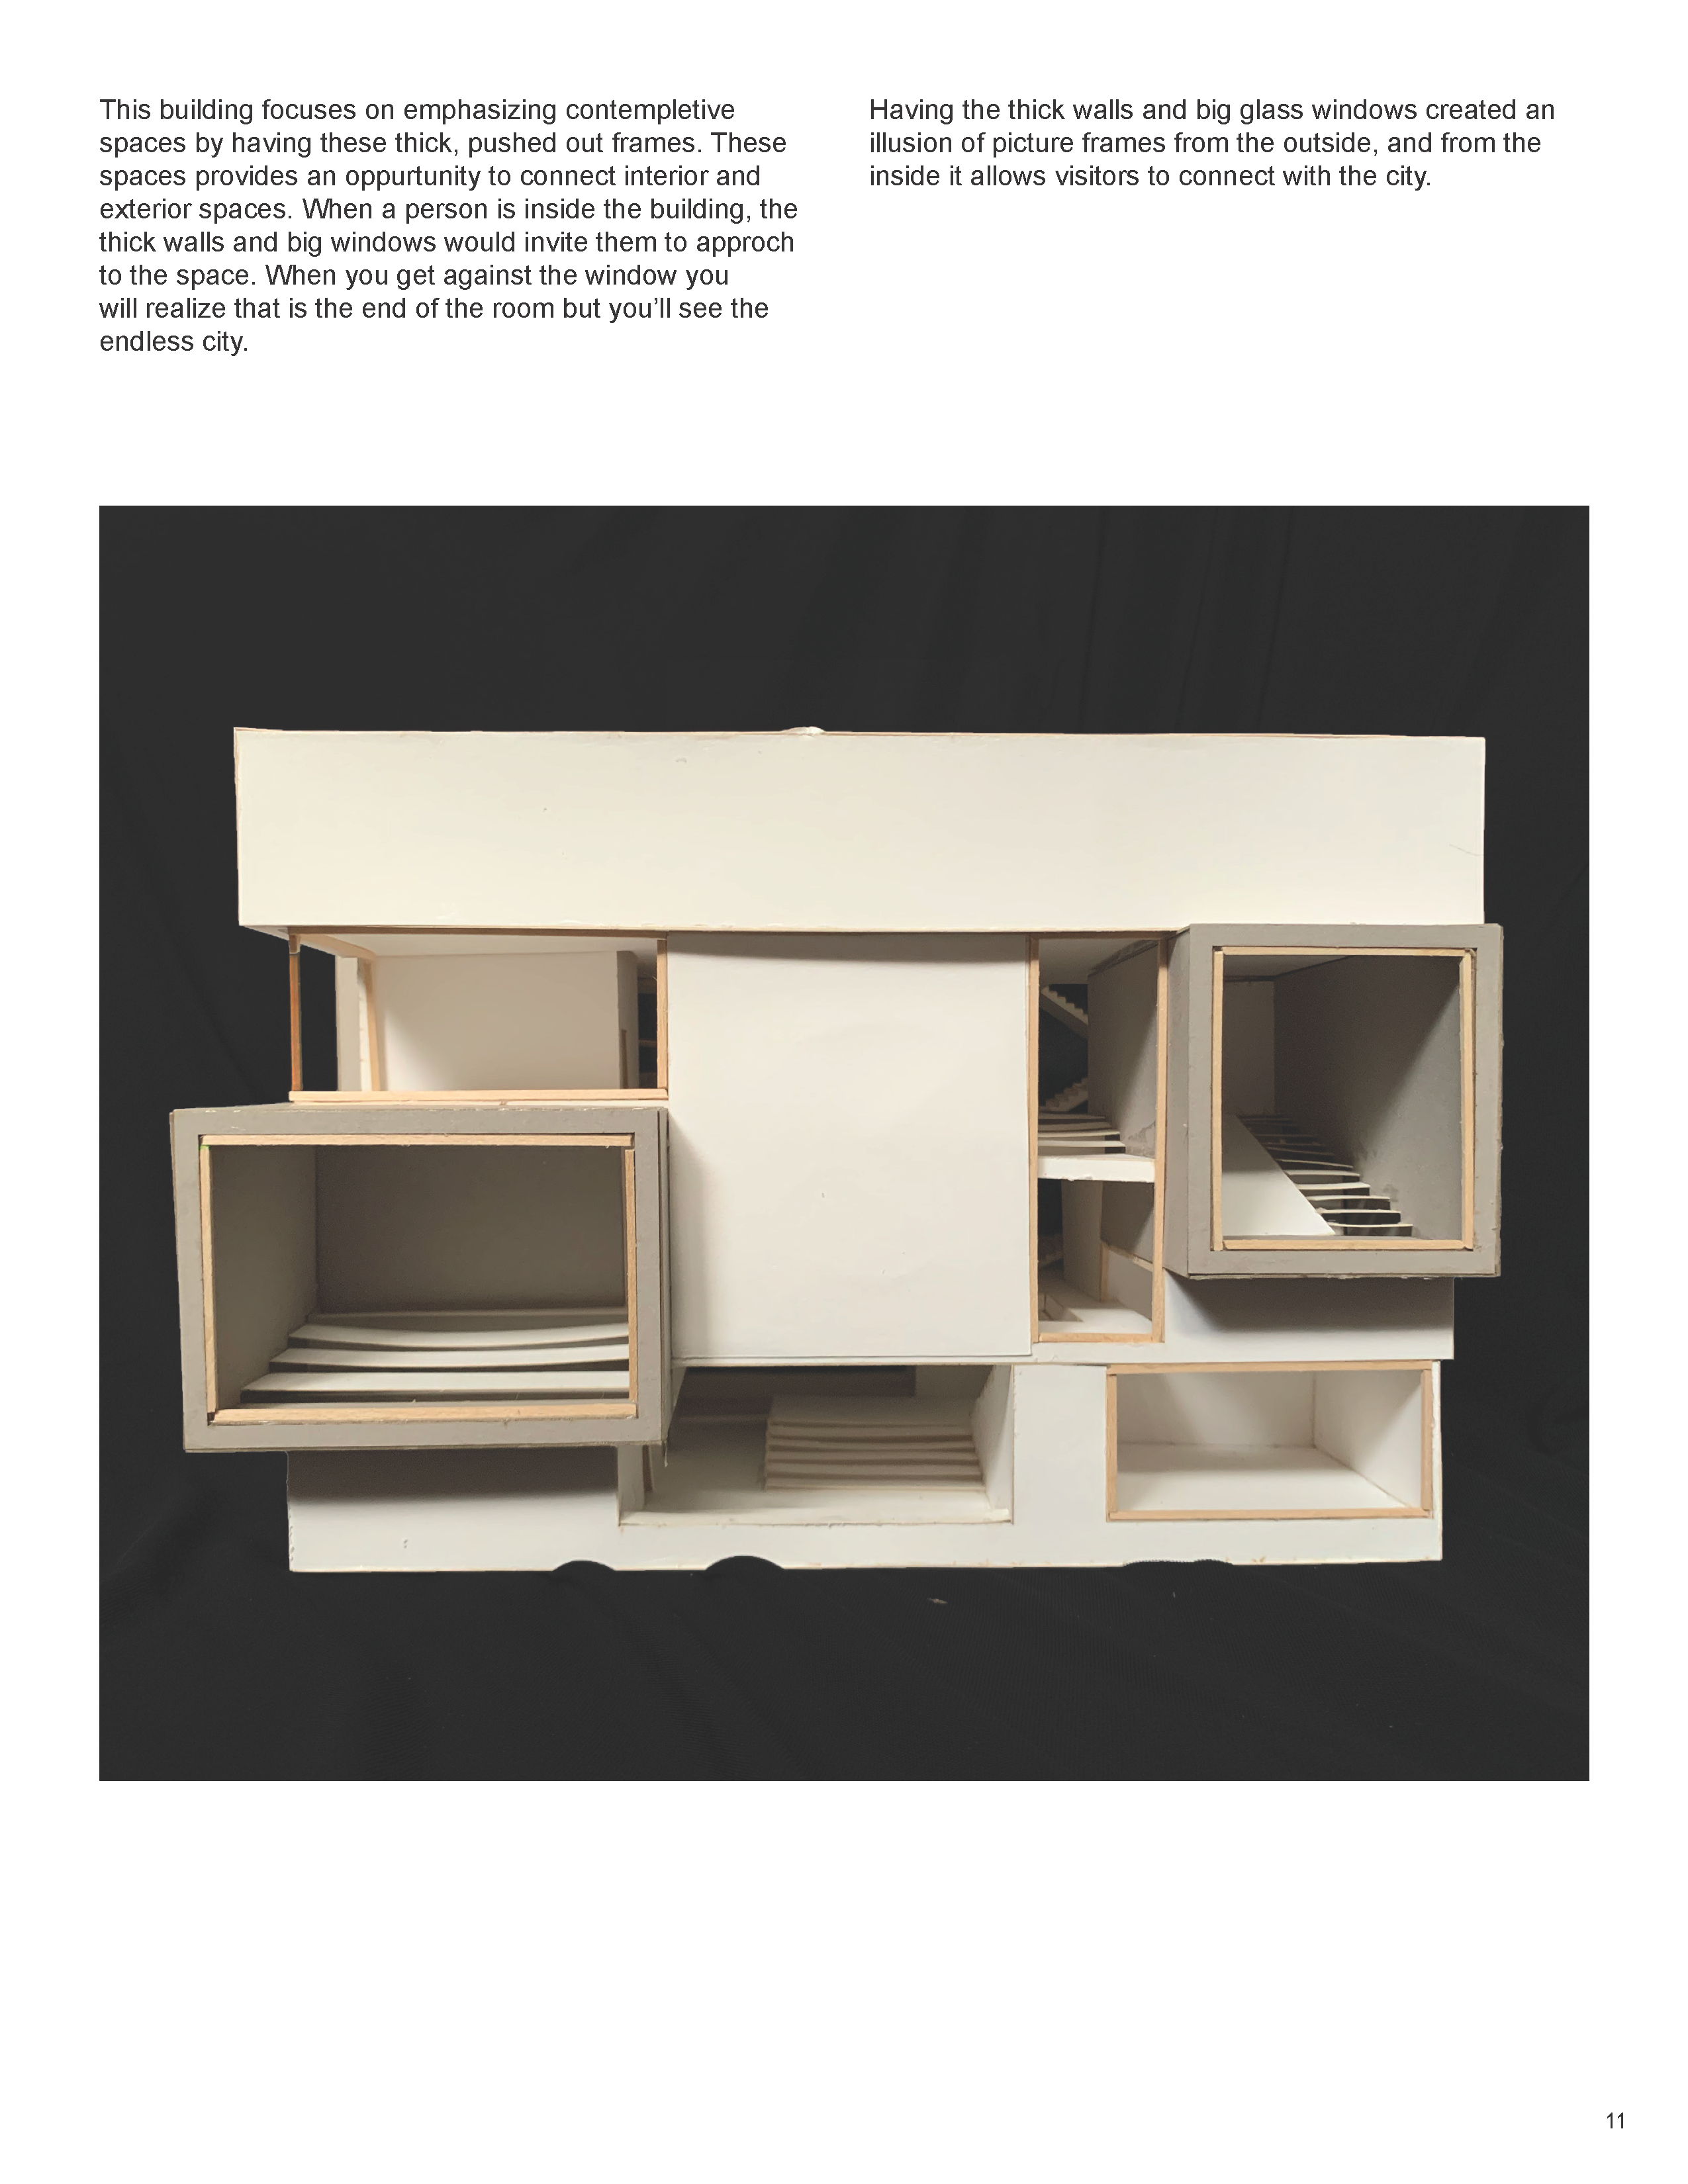 This building focuses on emphasizing contempletive
spaces by having these thick, pushed out frames. These
spaces provides an oppurtunity to connect interior and
exterior spaces. When a person is inside the building, the
thick walls and big windows would invite them to approch
to the space. When you get against the window you
will realize that is the end of the room but you’ll see the
endless city.
Having the thick walls and big glass windows created an
illusion of picture frames from the outside, and from the
inside it allows visitors to connect with the city.
11